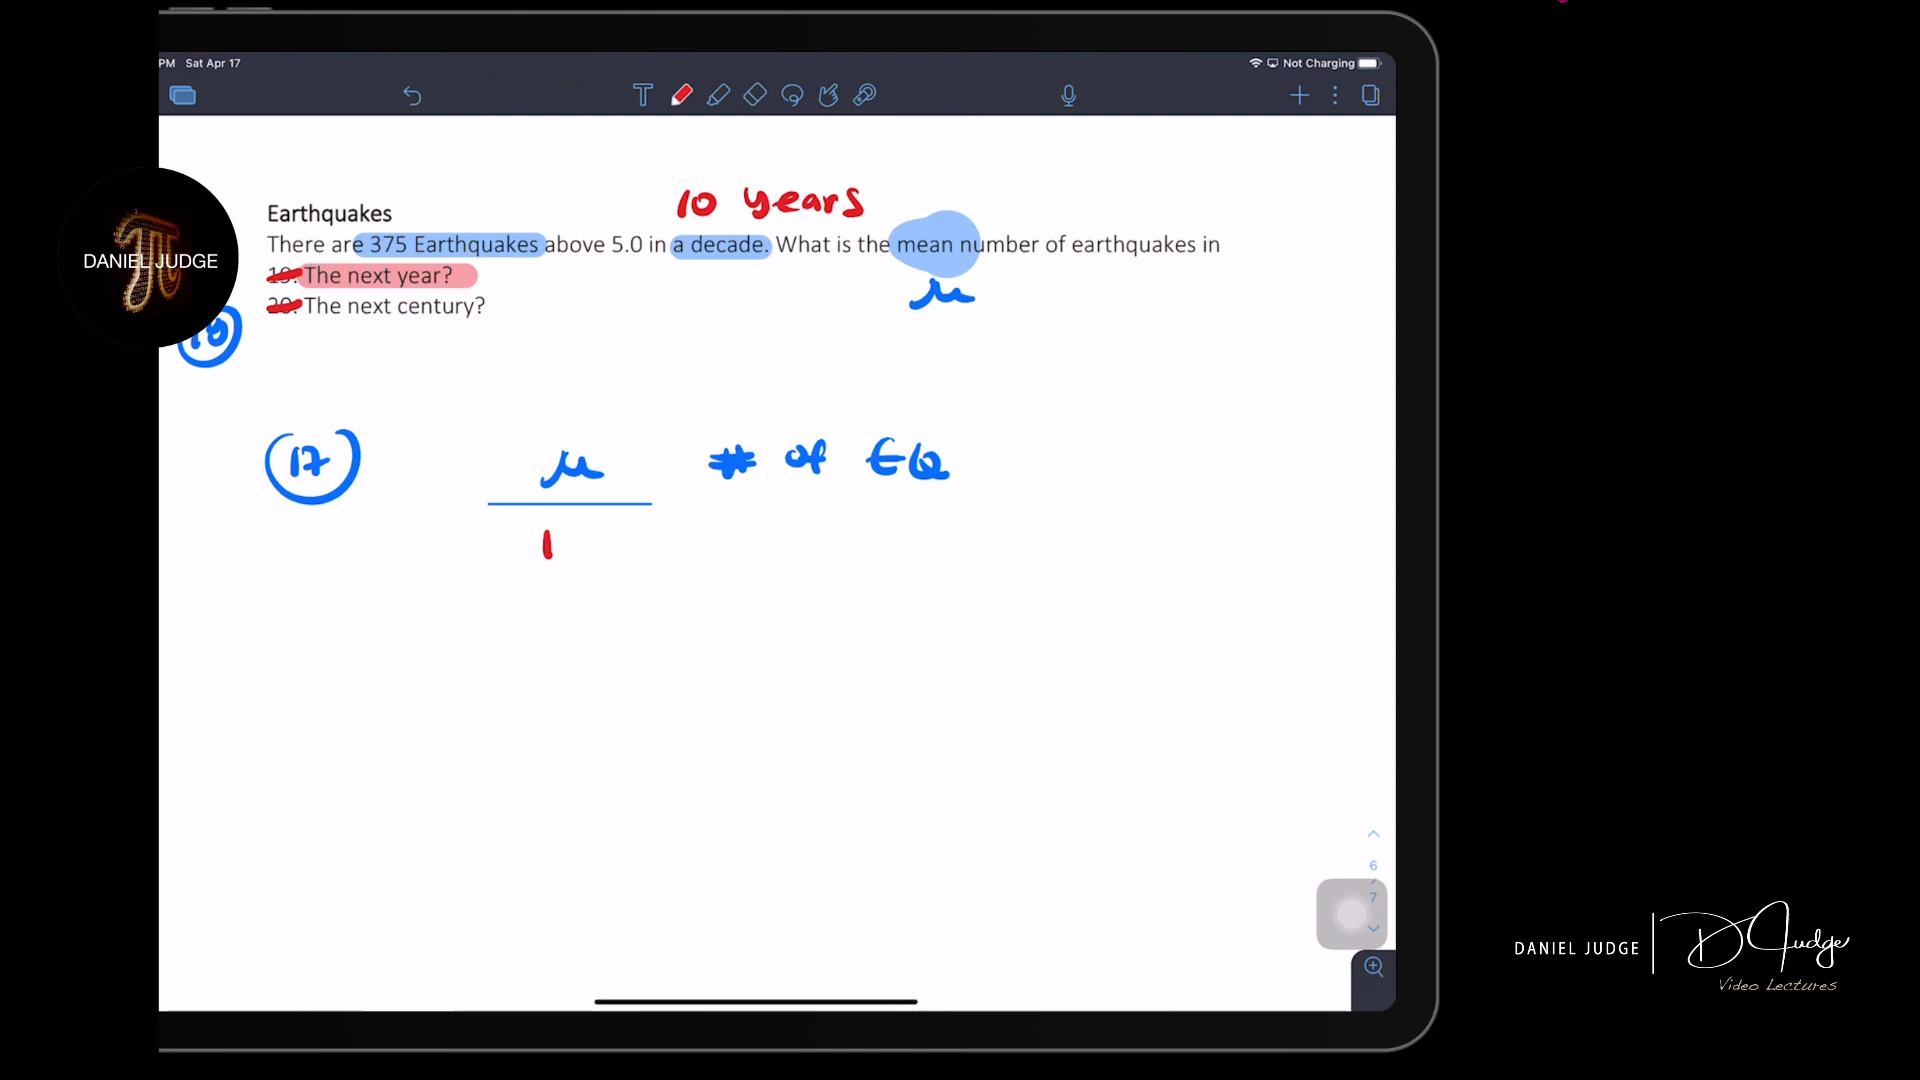 PM Sat Apr 17
Not Charging
T
10 years
Earthquakes
There are 375 Earthquakes above 5.0 in a decade. What is the mean number of earthquakes in
19. The next year?
20. The next century?
μ
DANIEL JUDGE
18
17 μ # of EQ
1
6
7
DANIEL JUDGE
DJudge
Video Lectures